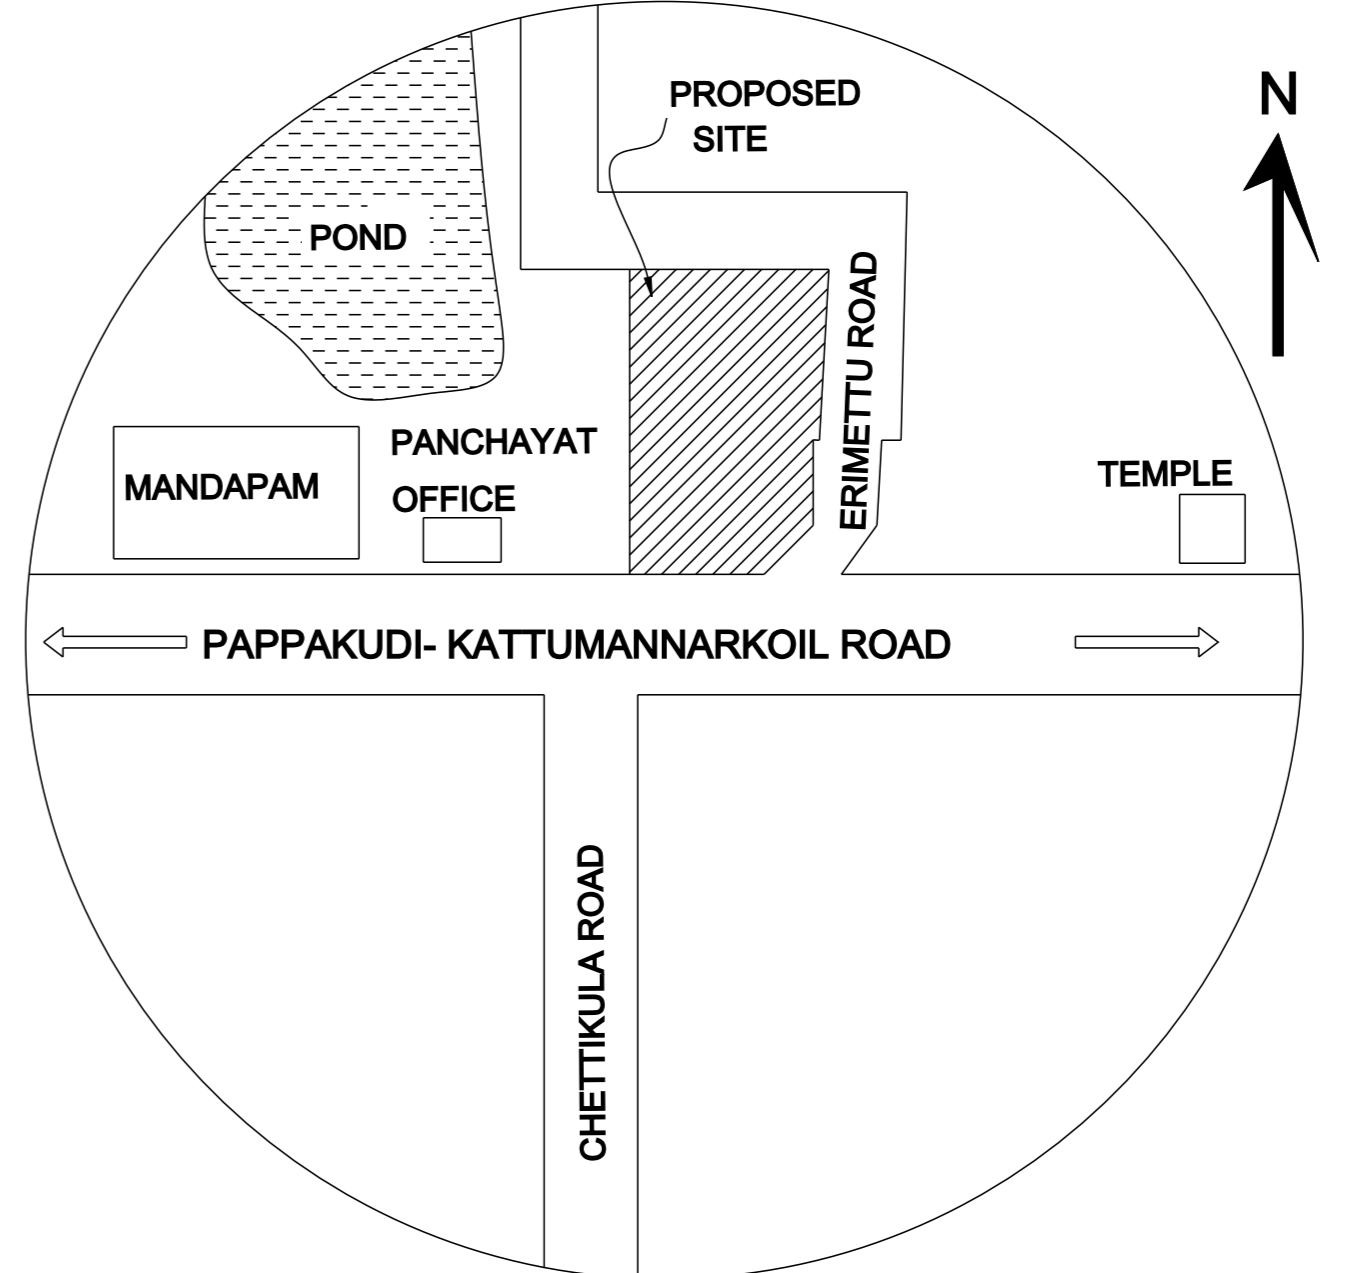 PROPOSED
SITE
N
POND
ERIMETTU ROAD
PANCHAYAT
OFFICE
MANDAPAM
TEMPLE
PAPPAKUDI- KATTUMANNARKOIL ROAD
CHETTIKULA ROAD